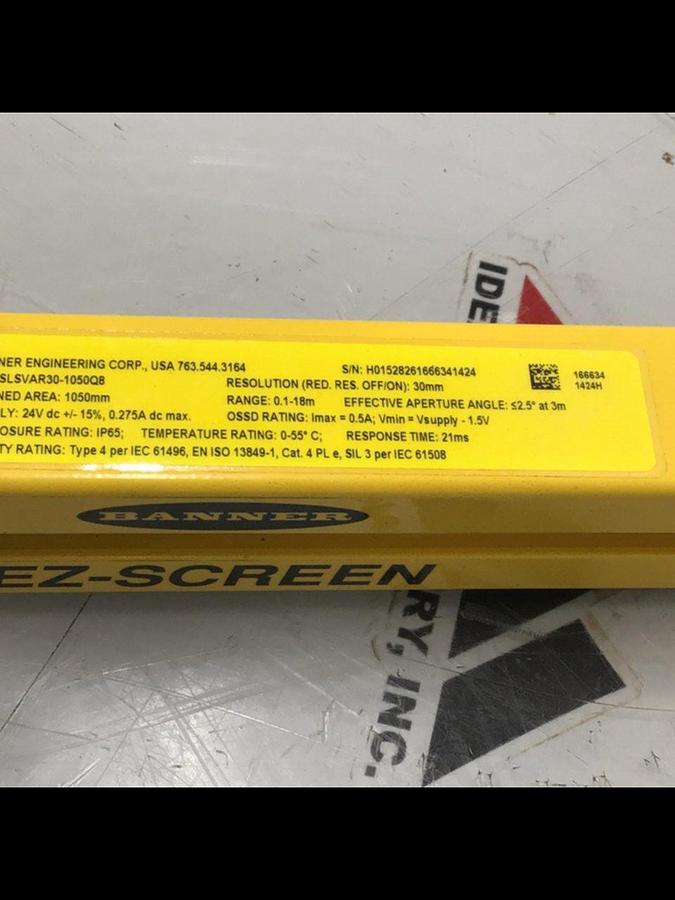 IDE
NER ENGINEERING CORP., USA 763.544.3164 S/N: H01528261666341424
SLSVAR30-1050Q8 RESOLUTION (RED. RES. OFF/ON): 30mm 166634
1424H
NED AREA: 1050mm RANGE: 0.1-18m EFFECTIVE APERTURE ANGLE: ≤2.5° at 3m
LY: 24V dc +/- 15%, 0.275A dc max. OSSD RATING: Imax = 0.5A; Vmin = Vsupply - 1.5V
OSURE RATING: IP65; TEMPERATURE RATING: 0-55° C; RESPONSE TIME: 21ms
TY RATING: Type 4 per IEC 61496, EN ISO 13849-1, Cat. 4 PL e, SIL 3 per IEC 61508
BANNER
EZ-SCREEN
RY, INC.